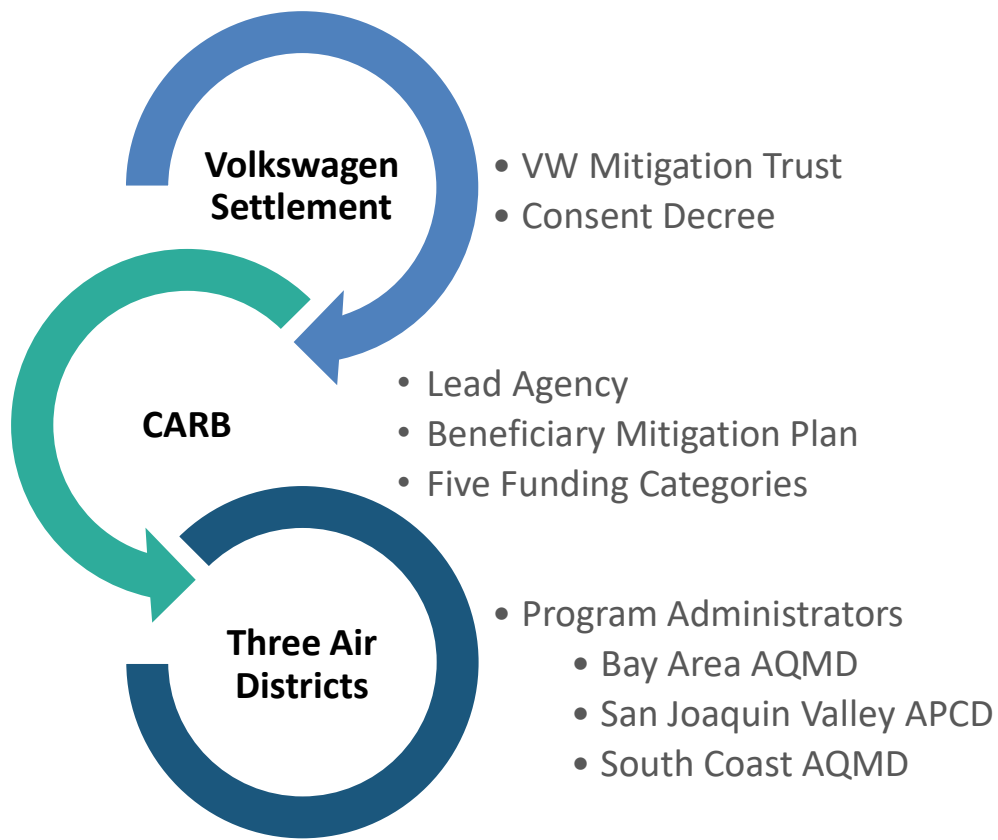 Volkswagen
Settlement
• VW Mitigation Trust
• Consent Decree
CARB
• Lead Agency
• Beneficiary Mitigation Plan
• Five Funding Categories
Three Air
Districts
• Program Administrators
• Bay Area AQMD
• San Joaquin Valley APCD
• South Coast AQMD